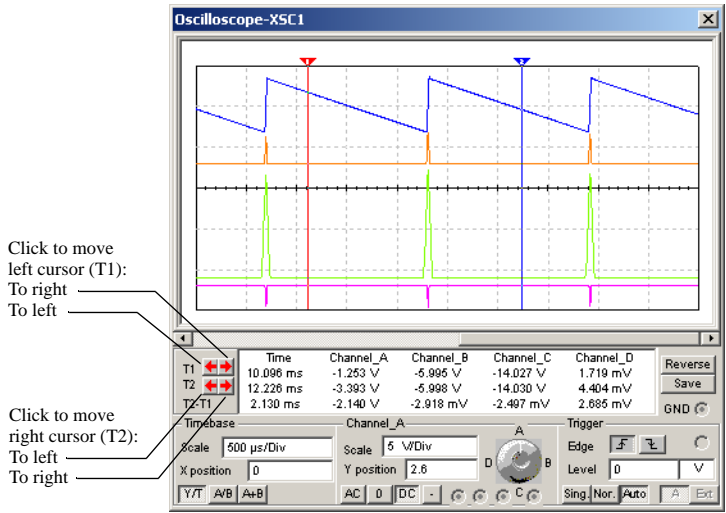 Oscilloscope-XSC1
1
2
Click to move
left cursor (T1):
To right
To left
Time Channel_A Channel_B Channel_C Channel_D
T1 10.096 ms -1.253 V -5.995 V -14.027 V 1.719 mV
T2 12.226 ms -3.393 V -5.998 V -14.030 V 4.404 mV
T2-T1 2.130 ms -2.140 V -2.918 mV -2.497 mV 2.685 mV
Reverse
Save
GND
Click to move
right cursor (T2):
To left
To right
Timebase
Scale 500 µs/Div
X position 0
Y/T A/B A+B
Channel_A
Scale 5 V/Div
Y position 2.6
AC 0 DC -
A
B
C
D
Trigger
Edge
Level 0 V
Sing. Nor. Auto A Ext